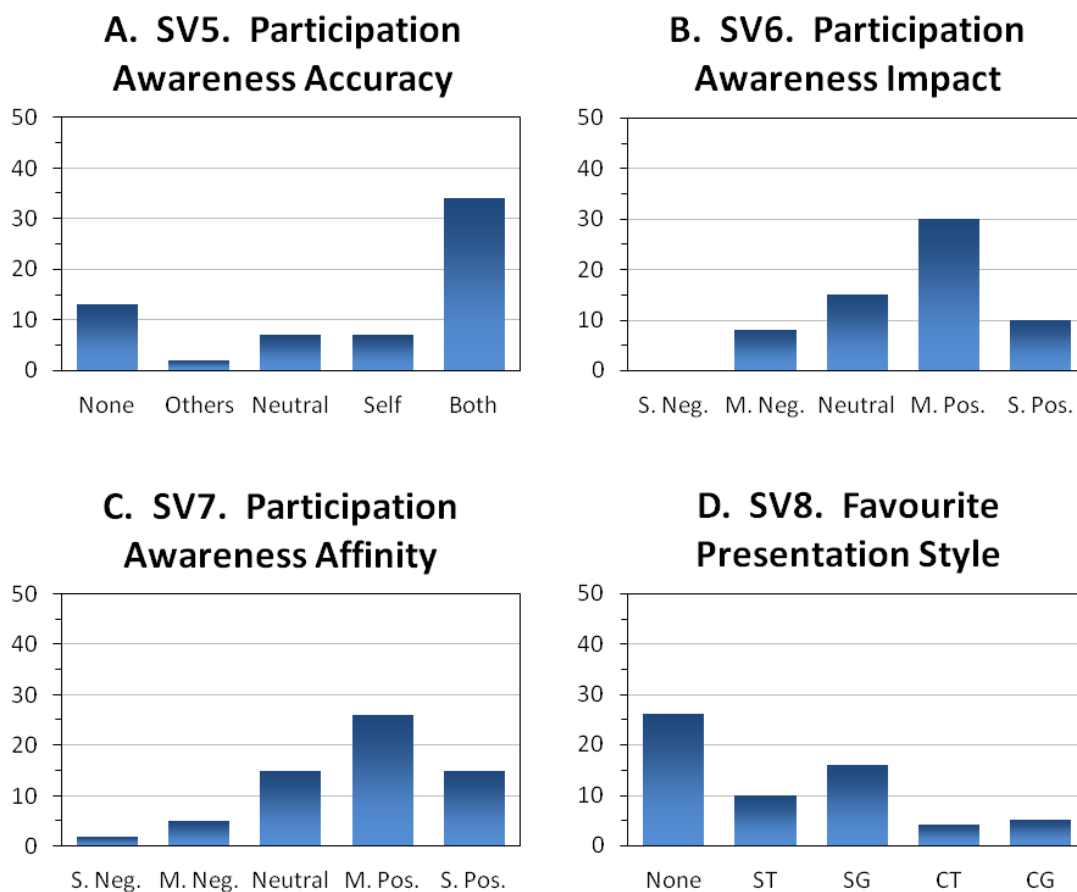 A. SV5. Participation
Awareness Accuracy
50
40
30
20
10
0
None Others Neutral Self Both
B. SV6. Participation
Awareness Impact
50
40
30
20
10
0
S. Neg. M. Neg. Neutral M. Pos. S. Pos.
C. SV7. Participation
Awareness Affinity
50
40
30
20
10
0
S. Neg. M. Neg. Neutral M. Pos. S. Pos.
D. SV8. Favourite
Presentation Style
50
40
30
20
10
0
None ST SG CT CG